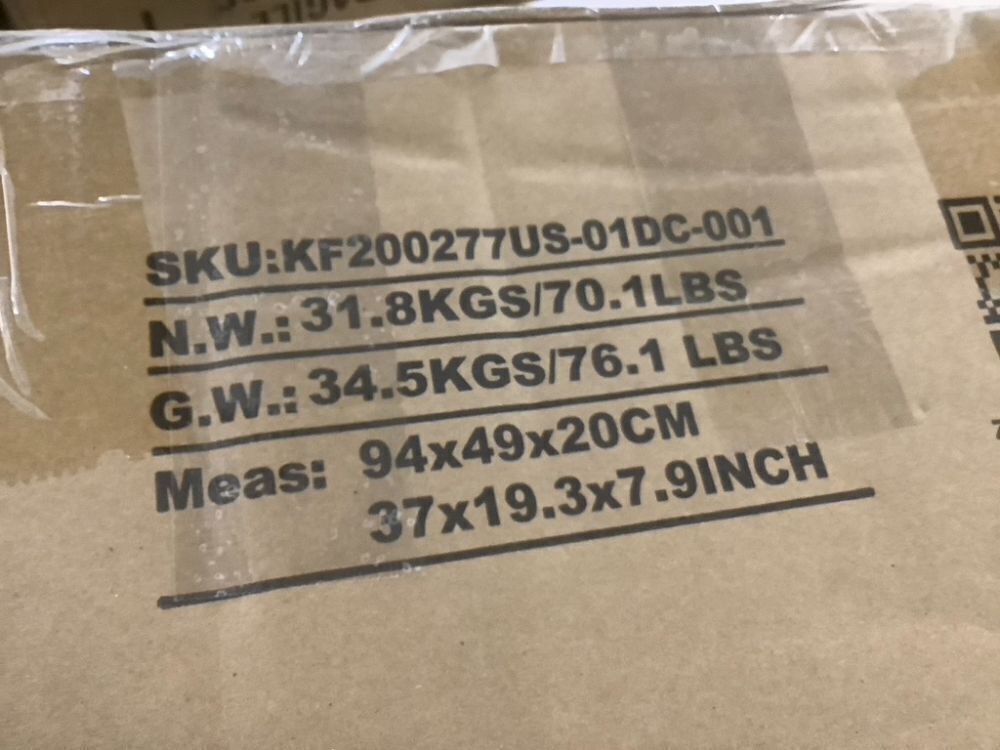 SKU:KF200277US-01DC-001
N.W.:31.8KGS/70.1LBS
G.W.:34.5KGS/76.1 LBS
Meas: 94x49x20CM
37x19.3x7.9INCH